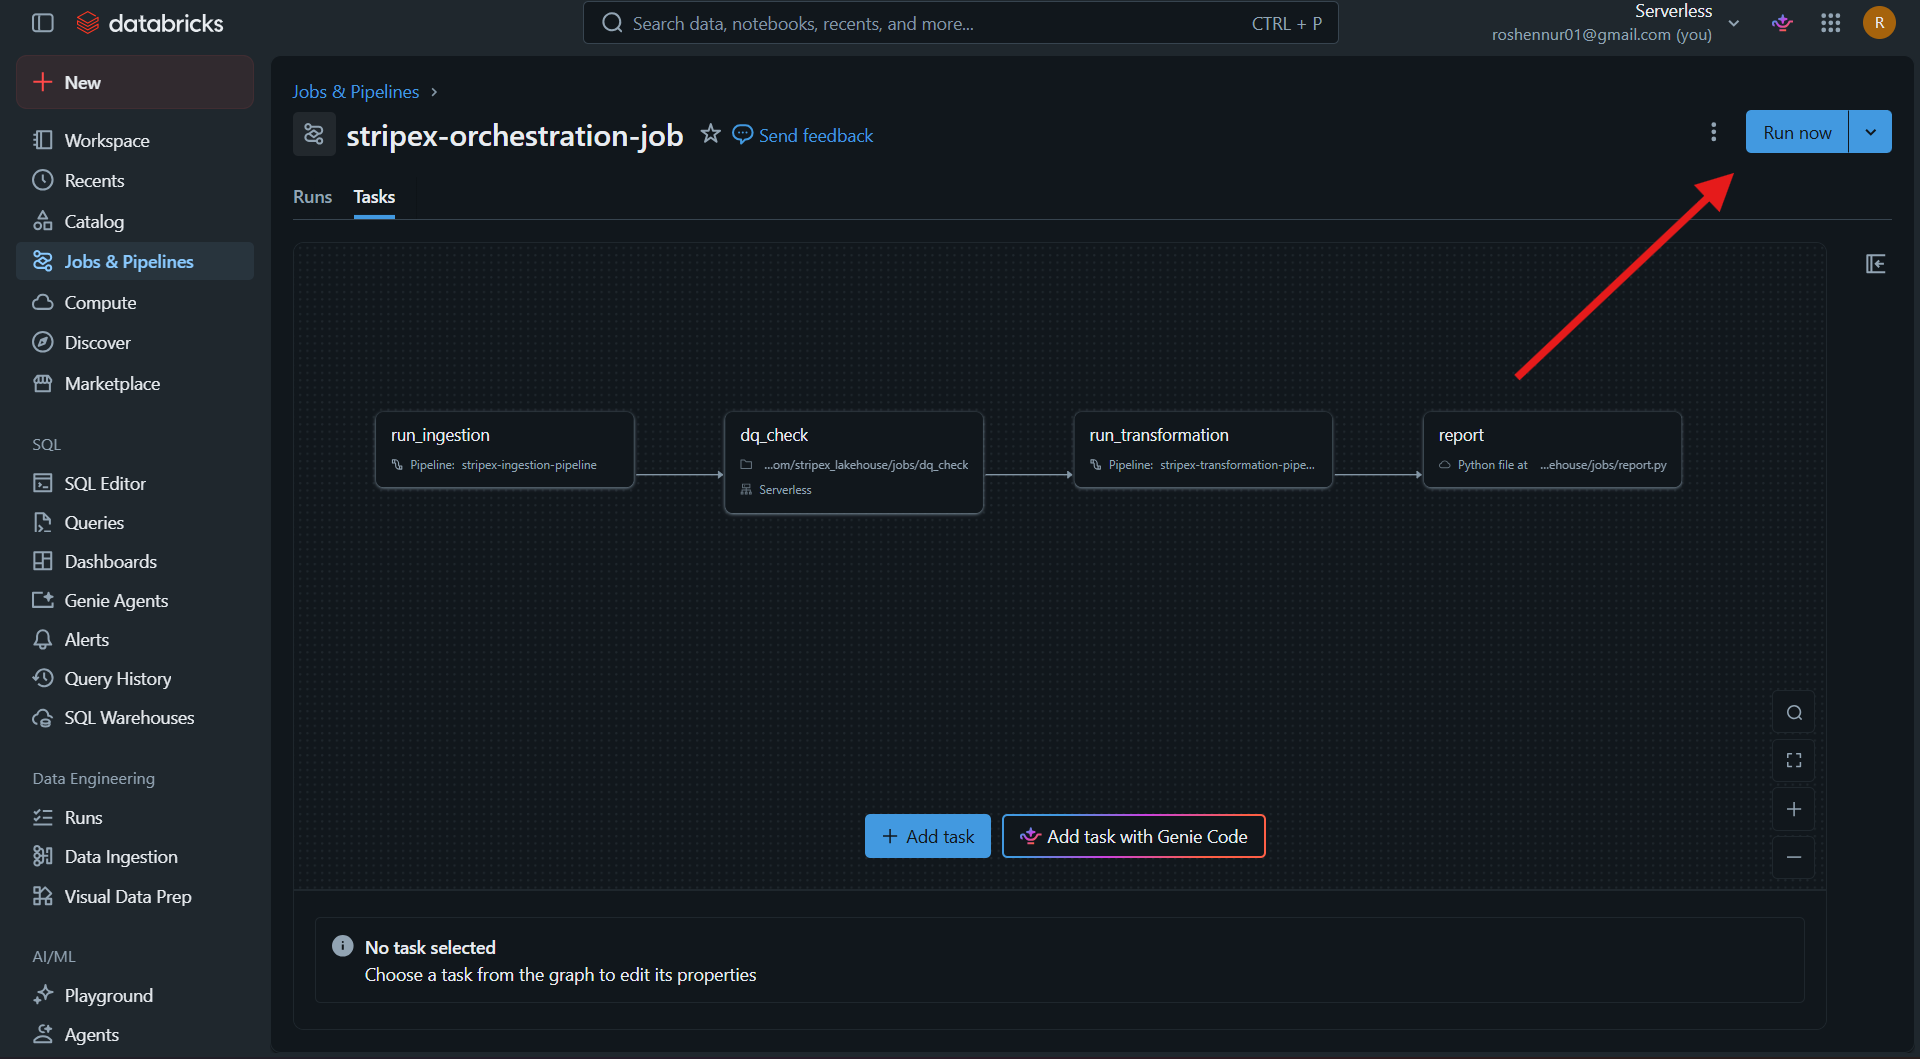 databricks
Search data, notebooks, recents, and more...
CTRL + P
Serverless
roshennur01@gmail.com (you)
R
New
Workspace
Recents
Catalog
Jobs & Pipelines
Compute
Discover
Marketplace
SQL
SQL Editor
Queries
Dashboards
Genie Agents
Alerts
Query History
SQL Warehouses
Data Engineering
Runs
Data Ingestion
Visual Data Prep
AI/ML
Playground
Agents
Jobs & Pipelines
stripex-orchestration-job
Send feedback
Run now
Runs
Tasks
run_ingestion
Pipeline: stripex-ingestion-pipeline
dq_check
...om/stripex_lakehouse/jobs/dq_check
Serverless
run_transformation
Pipeline: stripex-transformation-pipe...
report
Python file at ...ehouse/jobs/report.py
Add task
Add task with Genie Code
No task selected
Choose a task from the graph to edit its properties